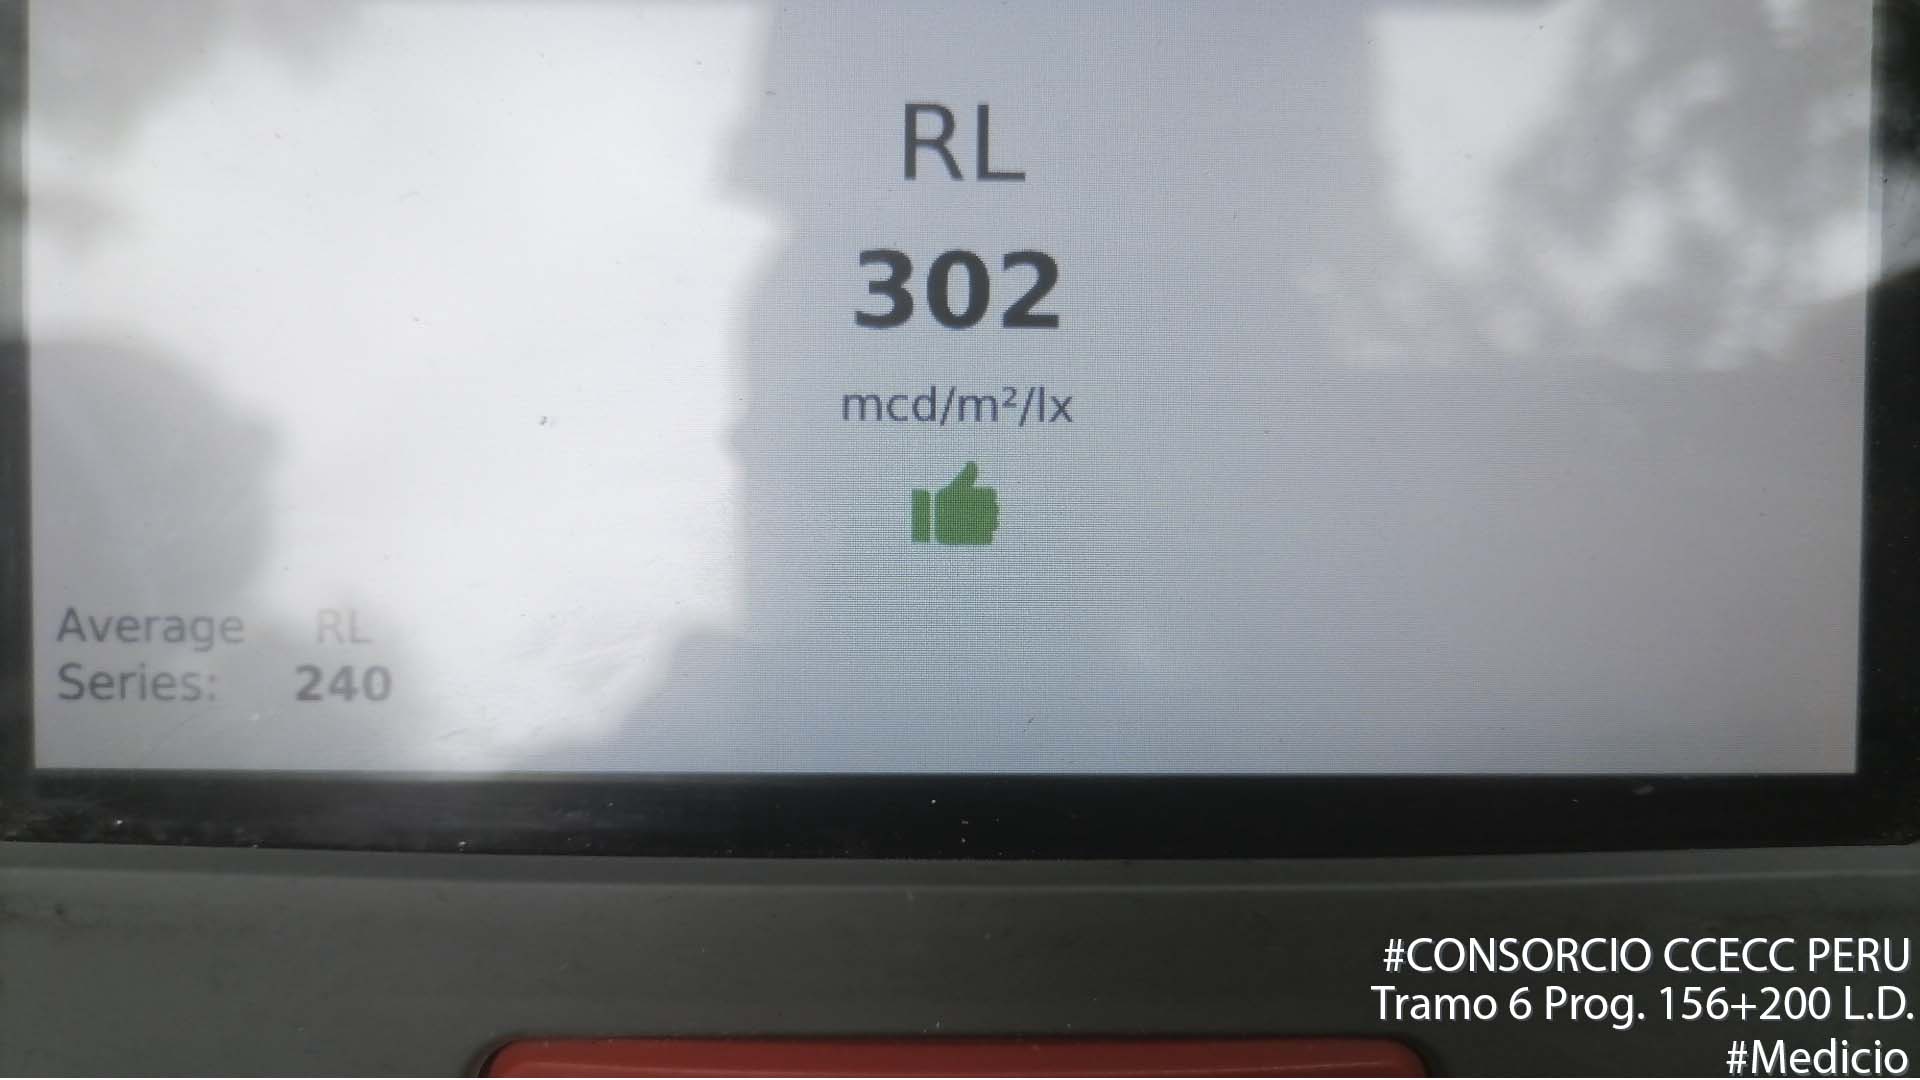 RL
302
mcd/m²/lx
Average RL
Series: 240
#CONSORCIO CCECC PERU
Tramo 6 Prog. 156+200 L.D.
#Medicio